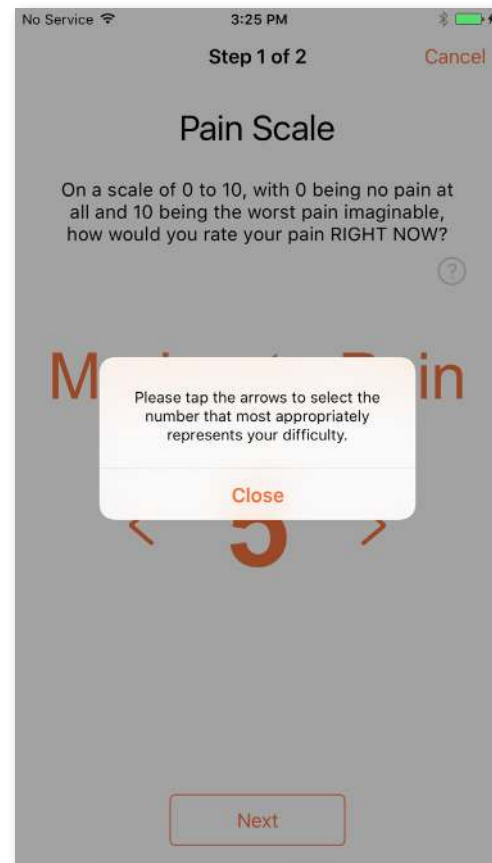 No Service 3:25 PM
Step 1 of 2 Cancel
Pain Scale
On a scale of 0 to 10, with 0 being no pain at
all and 10 being the worst pain imaginable,
how would you rate your pain RIGHT NOW?
?
Pain
Please tap the arrows to select the
number that most appropriately
represents your difficulty.
Close
< 5 >
Next